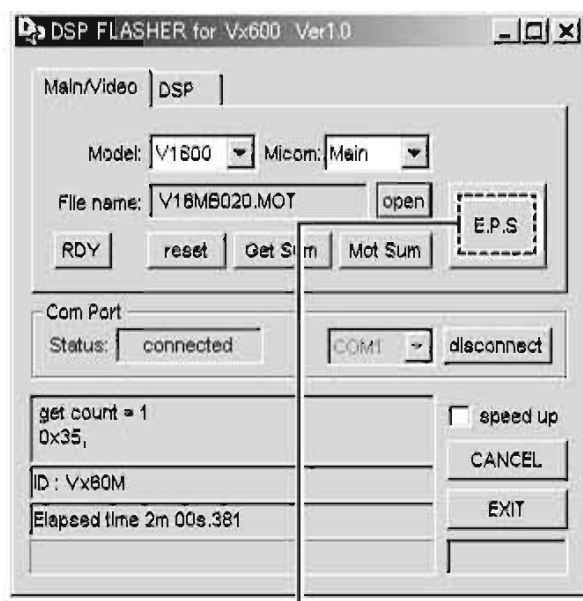 DSP FLASHER for Vx600 Ver1.0
Main/Video DSP
Model: V1600 Micom: Main
File name: V16MB020.MOT open
E.P.S
RDY reset Get Sum Mot Sum
Com Port
Status: connected COM1 disconnect
get count = 1
0x35,
speed up
CANCEL
ID : Vx60M
Elapsed time 2m 00s.381
EXIT